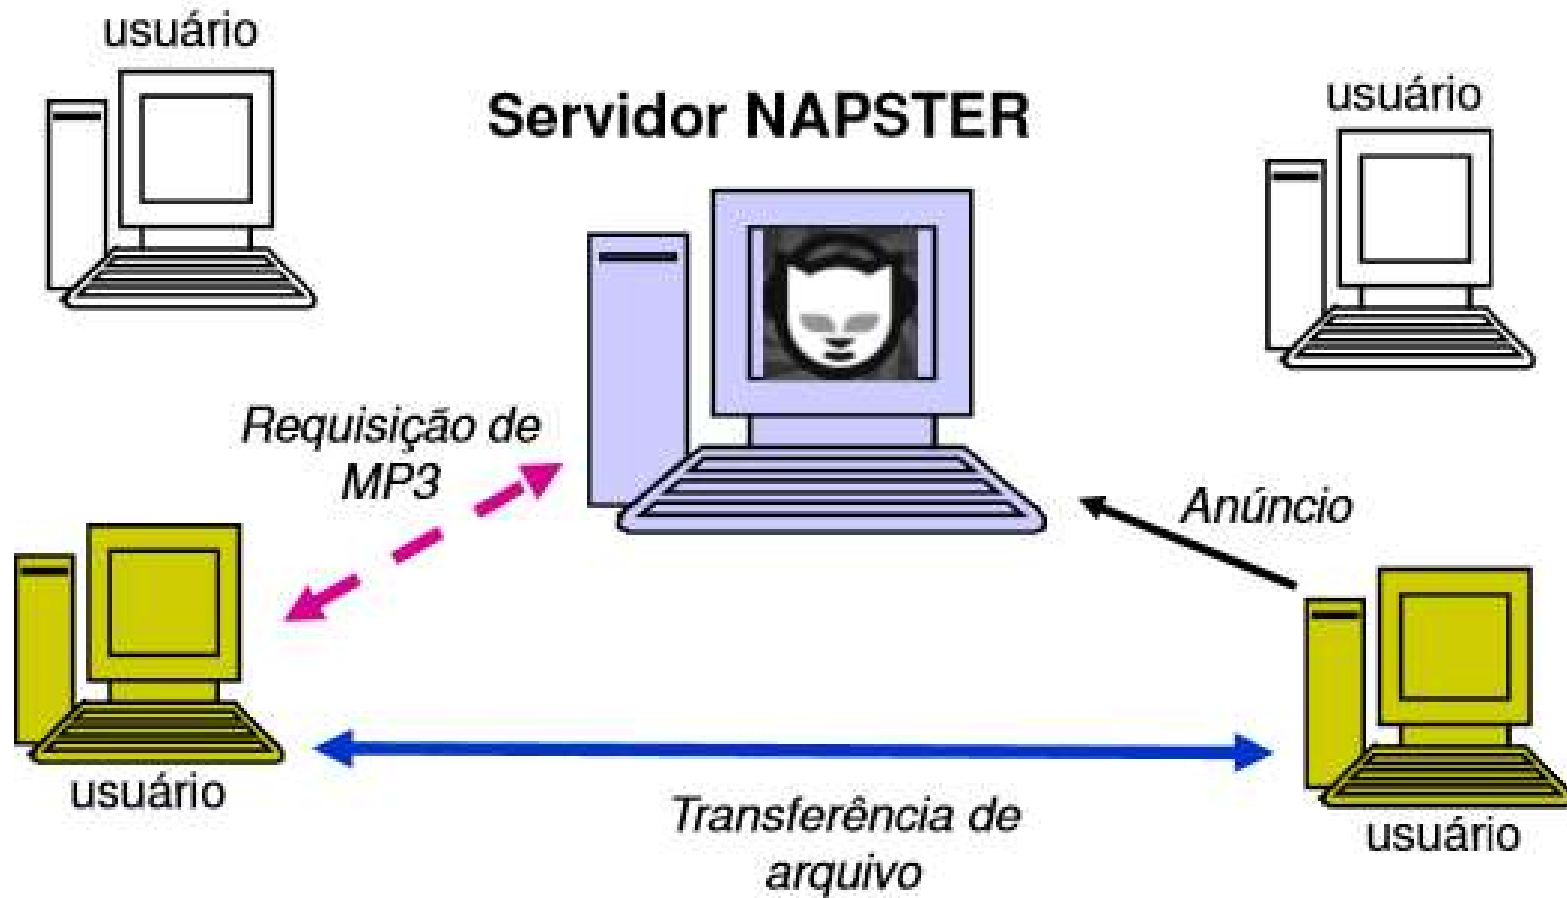 usuário
Servidor NAPSTER
usuário
Requisição de
MP3
Anúncio
usuário
Transferência de
arquivo
usuário